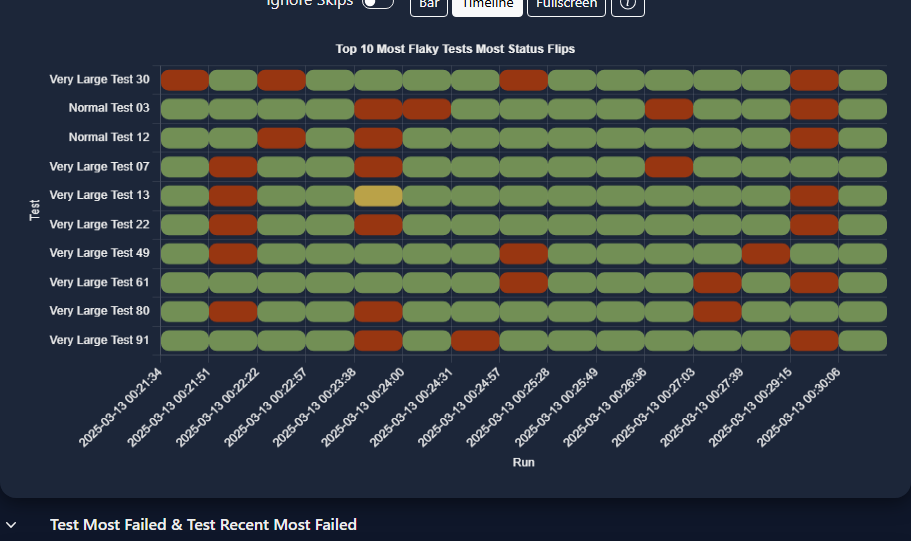 Ignore Skips Bar Timeline Fullscreen
Top 10 Most Flaky Tests Most Status Flips
Test
Very Large Test 30
Normal Test 03
Normal Test 12
Very Large Test 07
Very Large Test 13
Very Large Test 22
Very Large Test 49
Very Large Test 61
Very Large Test 80
Very Large Test 91
2025-03-13 00:21:34
2025-03-13 00:21:51
2025-03-13 00:22:22
2025-03-13 00:22:57
2025-03-13 00:23:38
2025-03-13 00:24:00
2025-03-13 00:24:31
2025-03-13 00:24:57
2025-03-13 00:25:28
2025-03-13 00:25:49
2025-03-13 00:26:36
2025-03-13 00:27:03
2025-03-13 00:27:39
2025-03-13 00:29:15
2025-03-13 00:30:06
Run
Test Most Failed & Test Recent Most Failed